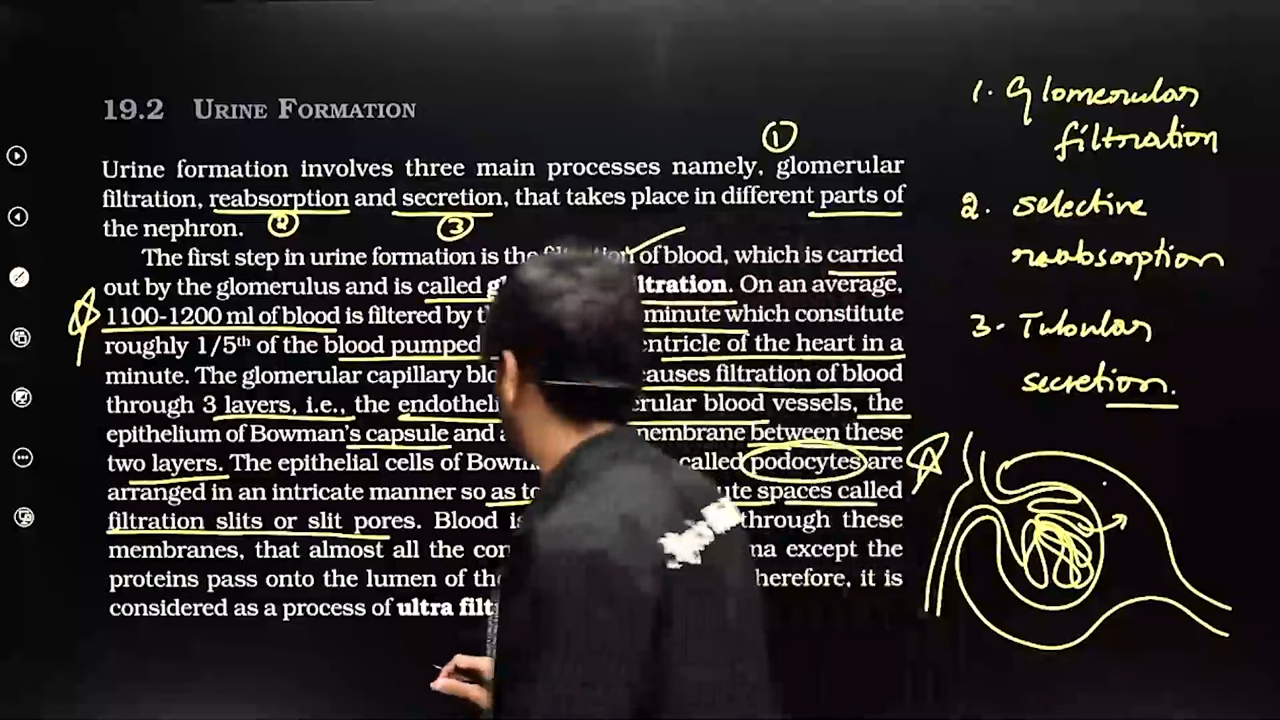 19.2 URINE FORMATION
①
Urine formation involves three main processes namely, glomerular
filtration, reabsorption and secretion, that takes place in different parts of
the nephron.
② ③
The first step in urine formation is the of blood, which is carried
out by the glomerulus and is called ltration. On an average,
1100-1200 ml of blood is filtered by minute which constitute
roughly 1/5th of the blood pumped entricle of the heart in a
minute. The glomerular capillary blo causes filtration of blood
through 3 layers, i.e., the endotheli erular blood vessels, the
epithelium of Bowman's capsule and membrane between these
two layers. The epithelial cells of Bowm called podocytes are
arranged in an intricate manner so as to ute spaces called
filtration slits or slit pores. Blood is through these
membranes, that almost all the con ma except the
proteins pass onto the lumen of the herefore, it is
considered as a process of ultra filt
1. Glomerular
filtration
2. selective
reabsorption
3. Tubular
secretion.